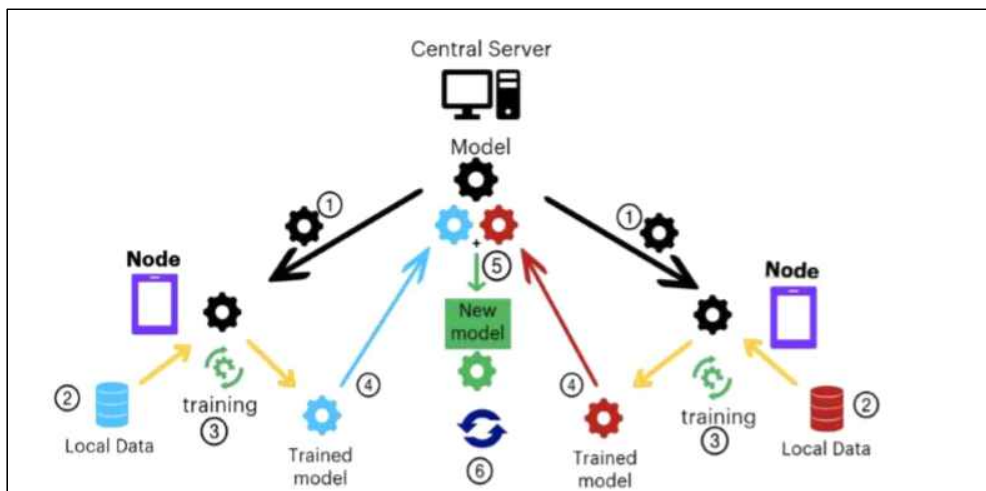 Central Server
Model
①
①
Node
Node
+
⑤
New
model
②
training
③
④
④
training
③
②
Local Data
Trained
model
⑥
Trained
model
Local Data